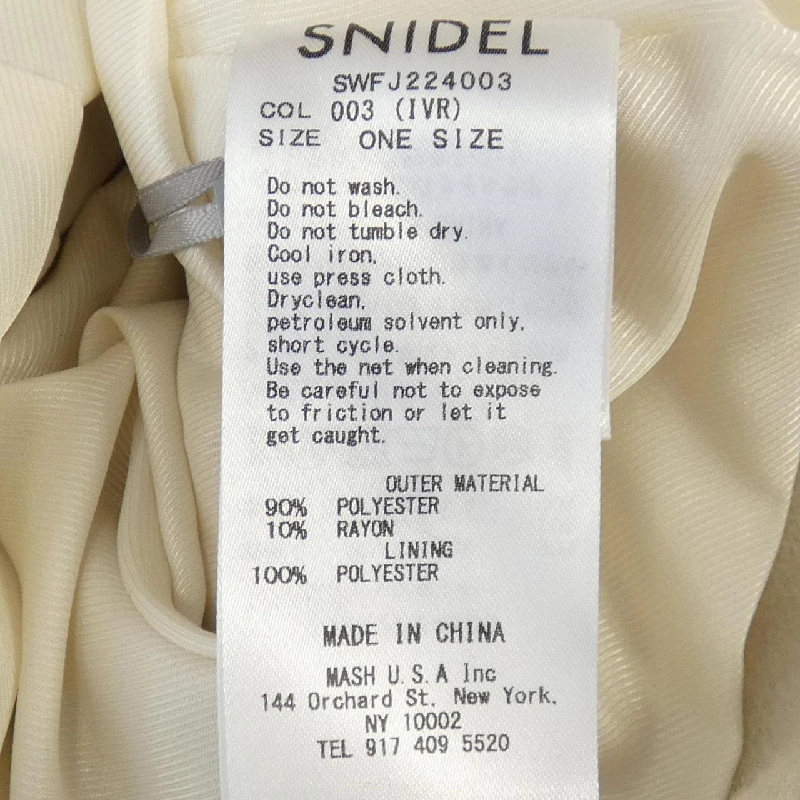 SNIDEL
SWFJ224003
COL 003 (IVR)
SIZE ONE SIZE
Do not wash.
Do not bleach.
Do not tumble dry.
Cool iron,
use press cloth.
Dryclean,
petroleum solvent only,
short cycle.
Use the net when cleaning.
Be careful not to expose
to friction or let it
get caught.
OUTER MATERIAL
90% POLYESTER
10% RAYON
LINING
100% POLYESTER
MADE IN CHINA
MASH U.S.A Inc
144 Orchard St, New York,
NY 10002
TEL 917 409 5520